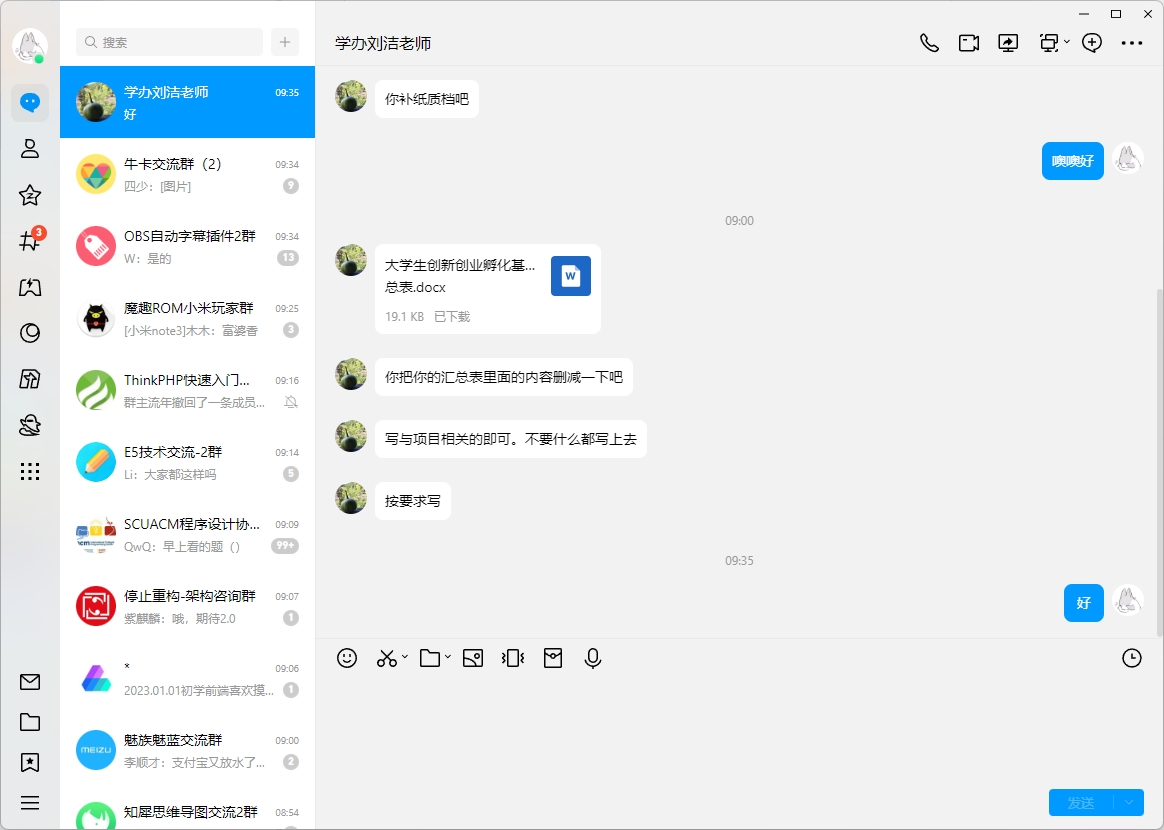 搜索
学办刘洁老师
09:35
好
牛卡交流群（2）
09:34
四少：[图片]
9
OBS自动字幕插件2群
09:34
W：是的
13
魔趣ROM小米玩家群
09:25
[小米note3]木木：富婆香
3
ThinkPHP快速入门...
09:16
群主流年撤回了一条成员...
E5技术交流-2群
09:14
Li：大家都这样吗
5
SCUACM程序设计协...
09:09
QwQ：早上看的题（）
99+
停止重构-架构咨询群
09:07
紫麒麟：哦，期待2.0
1
*
09:06
2023.01.01初学前端喜欢摸...
1
MEIZU
魅族魅蓝交流群
09:00
李顺才：支付宝又放水了...
2
知犀思维导图交流2群
08:54
3
学办刘洁老师
你补纸质档吧
噢噢好
09:00
大学生创新创业孵化基...
总表.docx
W
19.1 KB 已下载
你把你的汇总表里面的内容删减一下吧
写与项目相关的即可。不要什么都写上去
按要求写
09:35
好
发送